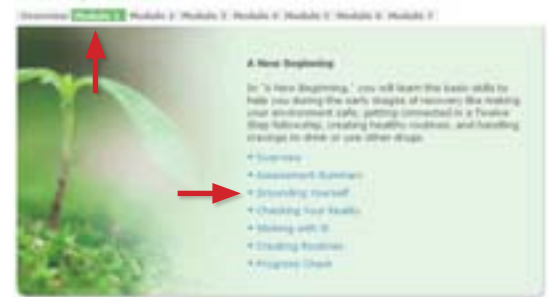 Overview Module 1 Module 2 Module 3 Module 4 Module 5 Module 6 Module 7
A New Beginning
In "A New Beginning," you will learn the basic skills to
help you during the early stages of recovery like making
your environment safe, getting connected in a Twelve
Step fellowship, creating healthy routines, and handling
cravings to drink or use other drugs.
Overview
Assessment Summary
Grounding Yourself
Checking Your Reality
Sticking with It
Creating Routines
Progress Check